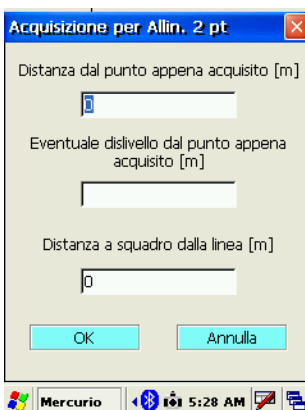 Acquisizione per Allin. 2 pt
Distanza dal punto appena acquisito [m]
0
Eventuale dislivello dal punto appena
acquisito [m]
Distanza a squadro dalla linea [m]
0
OK Annulla
Mercurio 5:28 AM